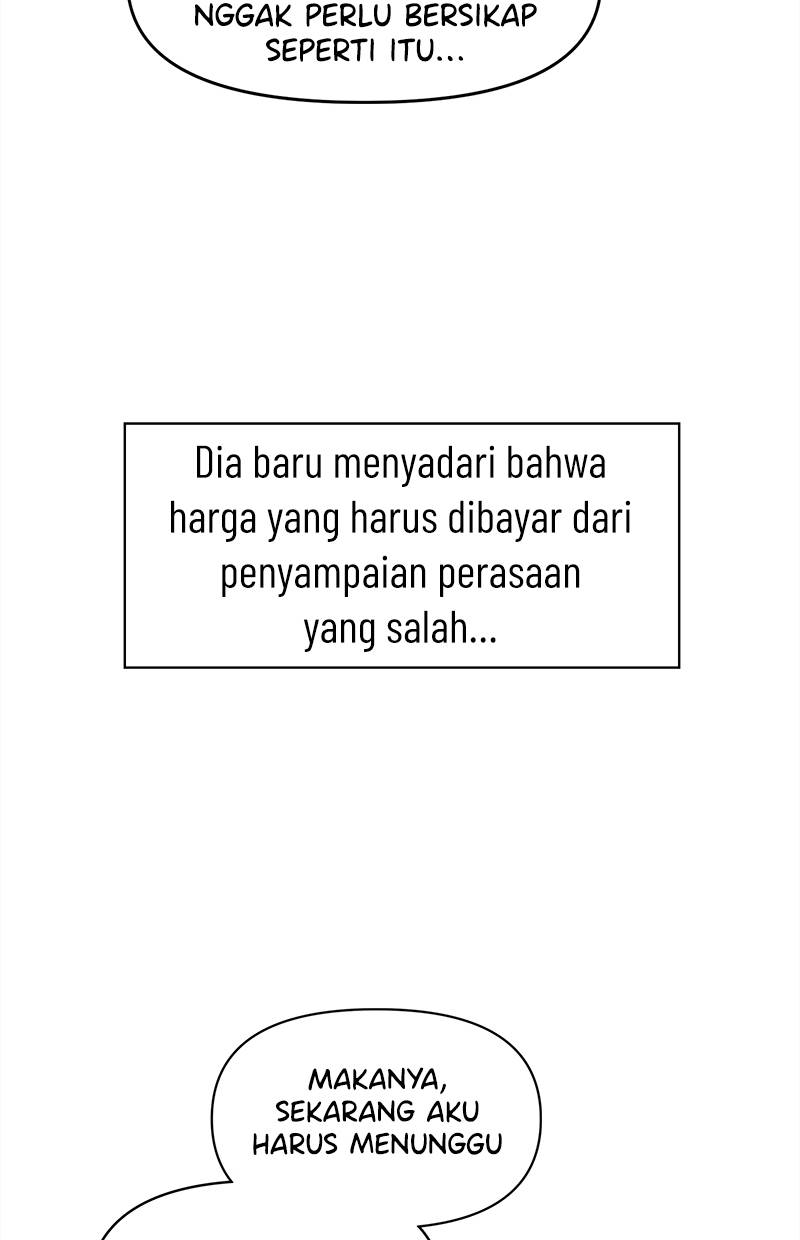 NGGAK PERLU BERSIKAP
SEPERTI ITU...
Dia baru menyadari bahwa
harga yang harus dibayar dari
penyampaian perasaan
yang salah...
MAKANYA,
SEKARANG AKU
HARUS MENUNGGU